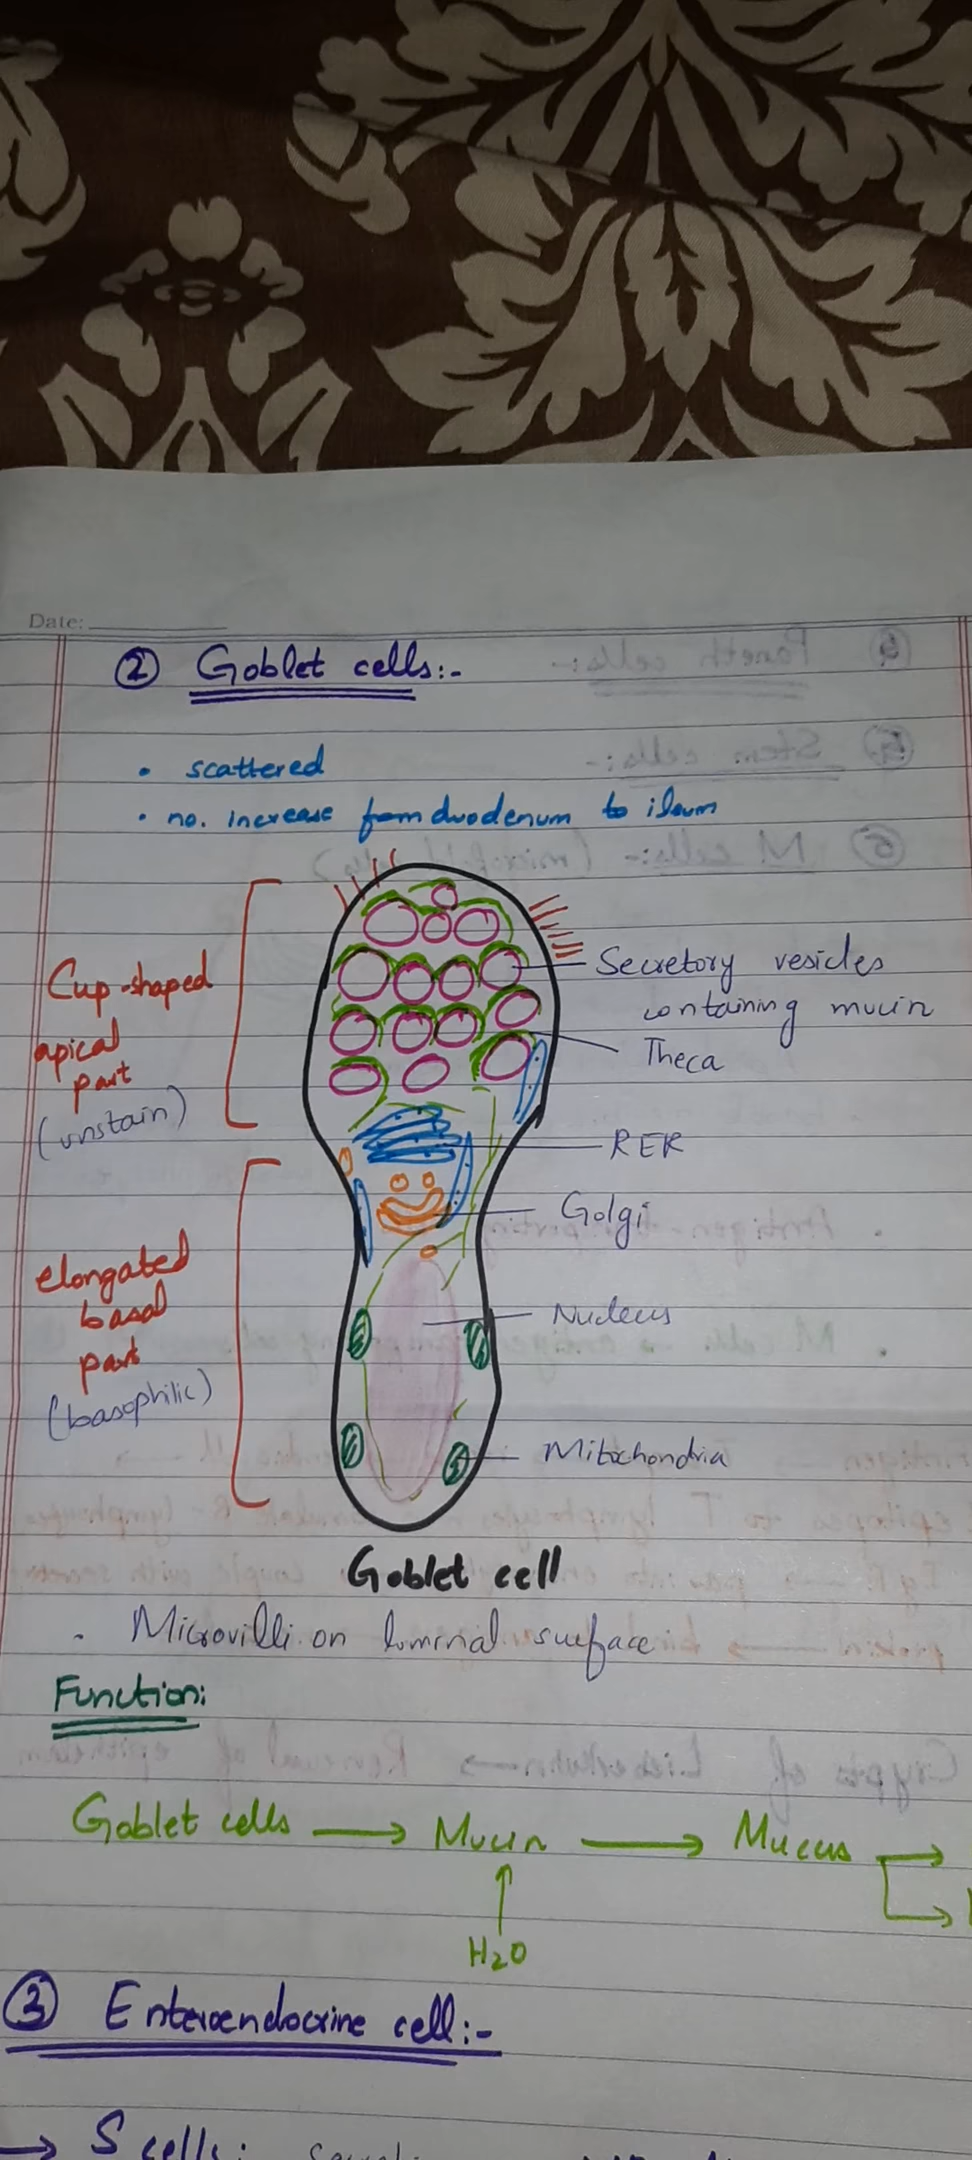 Date:
② Goblet cells:-
• scattered
• no. increase from duodenum to ileum
Cup-shaped
apical
part
(unstain)
Secretory vesicles
containing mucin
Theca
RER
Golgi
elongated
basal
part
(basophilic)
Nucleus
Mitochondria
Goblet cell
. Microvilli on luminal surface
Function:
Goblet cells → Mucin → Mucus →
↑
H₂O
③ Enteroendocrine cell:-
→ S cells: